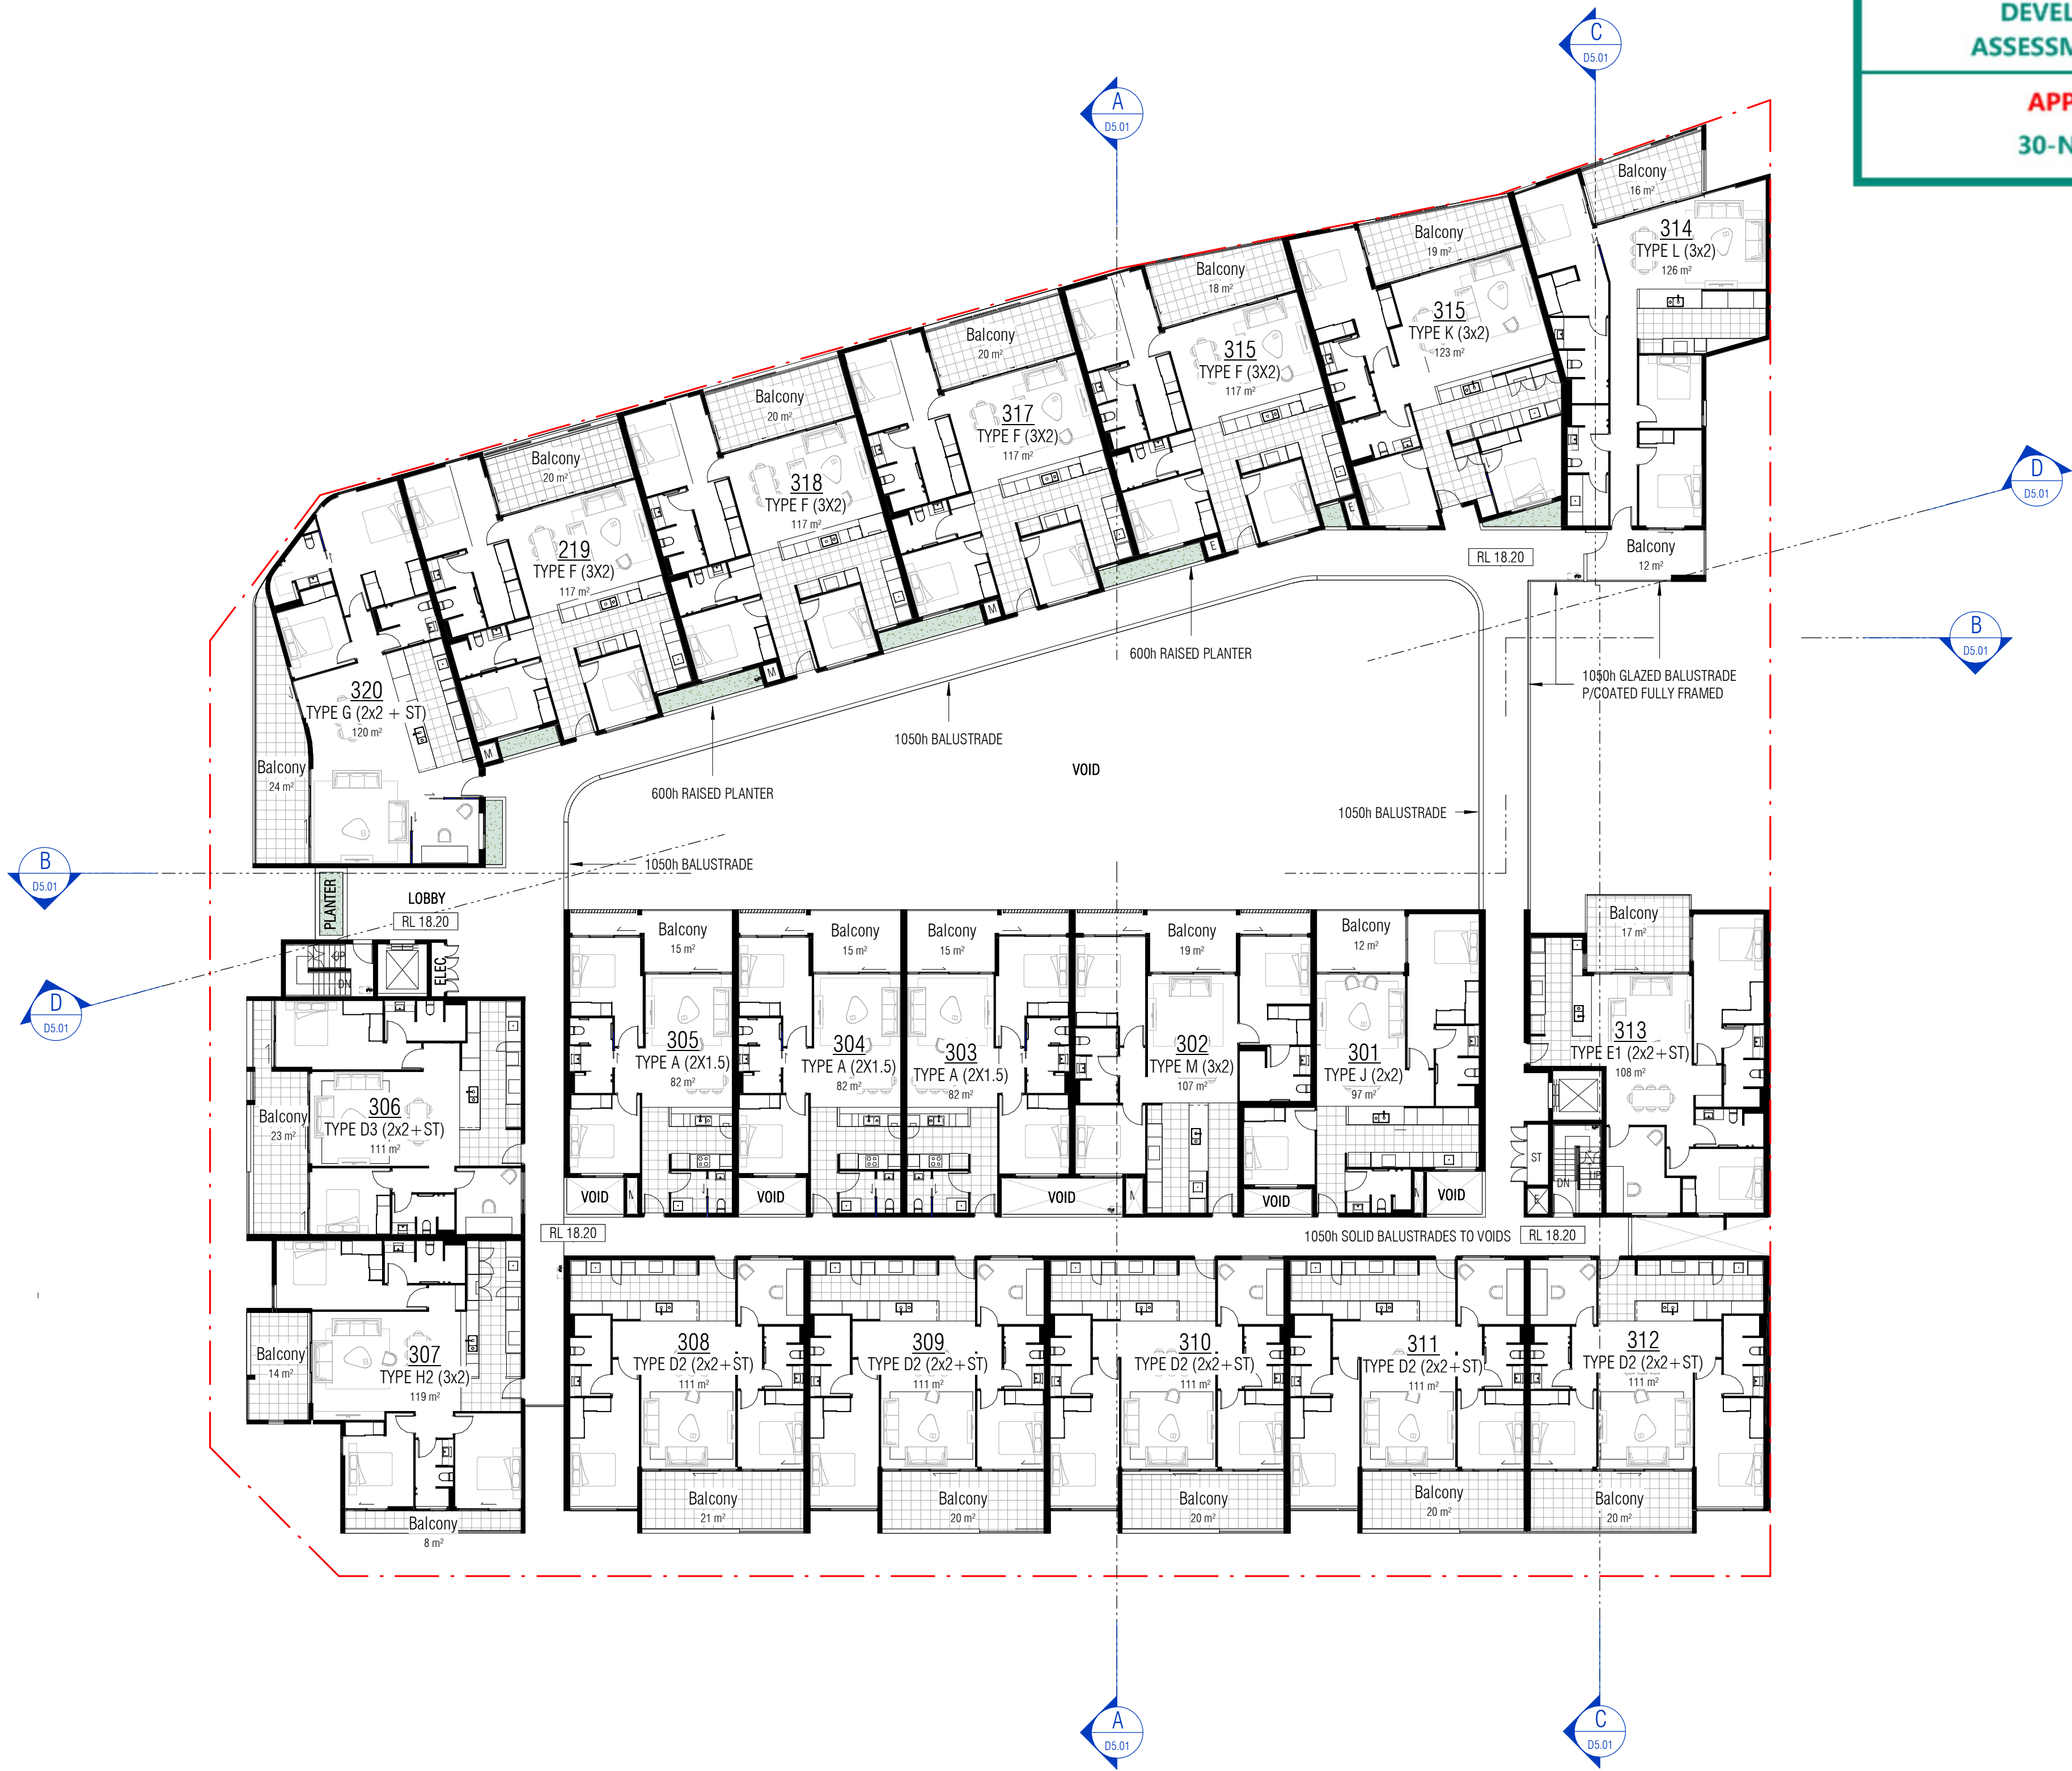 DEVEL
ASSESSM
APP
30-N
C
D5.01
A
D5.01
Balcony
16 m²
314
TYPE L (3x2)
126 m²
Balcony
19 m²
315
TYPE K (3x2)
123 m²
Balcony
18 m²
315
TYPE F (3X2)
117 m²
Balcony
20 m²
317
TYPE F (3X2)
117 m²
Balcony
20 m²
318
TYPE F (3X2)
117 m²
Balcony
20 m²
219
TYPE F (3X2)
117 m²
320
TYPE G (2x2 + ST)
120 m²
Balcony
24 m²
M
M
M
E
E
D
D5.01
RL 18.20
Balcony
12 m²
B
D5.01
600h RAISED PLANTER
1050h GLAZED BALUSTRADE
P/COATED FULLY FRAMED
1050h BALUSTRADE
VOID
600h RAISED PLANTER
1050h BALUSTRADE
1050h BALUSTRADE
B
D5.01
PLANTER
LOBBY
RL 18.20
UP
DN
ELEC
D
D5.01
Balcony
15 m²
Balcony
15 m²
Balcony
15 m²
Balcony
19 m²
Balcony
12 m²
Balcony
17 m²
305
TYPE A (2X1.5)
82 m²
304
TYPE A (2X1.5)
82 m²
303
TYPE A (2X1.5)
82 m²
302
TYPE M (3x2)
107 m²
301
TYPE J (2x2)
97 m²
313
TYPE E1 (2x2+ST)
108 m²
306
TYPE D3 (2x2+ST)
111 m²
Balcony
23 m²
ST
E
DN
UP
VOID
VOID
VOID
VOID
VOID
RL 18.20
1050h SOLID BALUSTRADES TO VOIDS
RL 18.20
307
TYPE H2 (3x2)
119 m²
Balcony
14 m²
Balcony
8 m²
308
TYPE D2 (2x2+ST)
111 m²
309
TYPE D2 (2x2+ST)
111 m²
310
TYPE D2 (2x2+ST)
111 m²
311
TYPE D2 (2x2+ST)
111 m²
312
TYPE D2 (2x2+ST)
111 m²
Balcony
21 m²
Balcony
20 m²
Balcony
20 m²
Balcony
20 m²
Balcony
20 m²
A
D5.01
C
D5.01